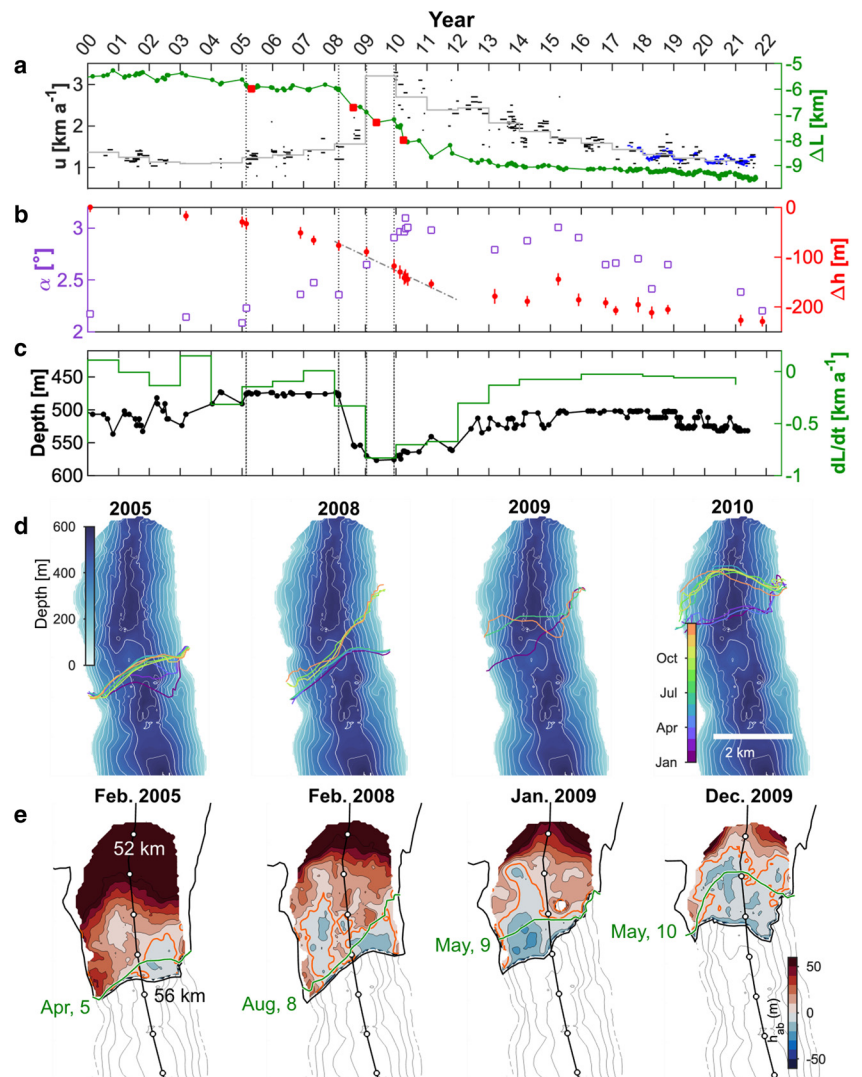 Year
00 01 02 03 04 05 06 07 08 09 10 11 12 13 14 15 16 17 18 19 20 21 22
a
u [km a⁻¹]
3
2
1
-5
-6
-7
-8
-9
ΔL [km]
b
α [°]
3
2.5
2
0
-100
-200
Δh [m]
c
Depth [m]
450
500
550
600
0
-0.5
-1
dL/dt [km a⁻¹]
d
2005 2008 2009 2010
Depth [m]
600
400
200
0
Oct
Jul
Apr
Jan
2 km
e
Feb. 2005 Feb. 2008 Jan. 2009 Dec. 2009
52 km
56 km
Apr, 5
Aug, 8
May, 9
May, 10
50
0
-50
h_ab (m)